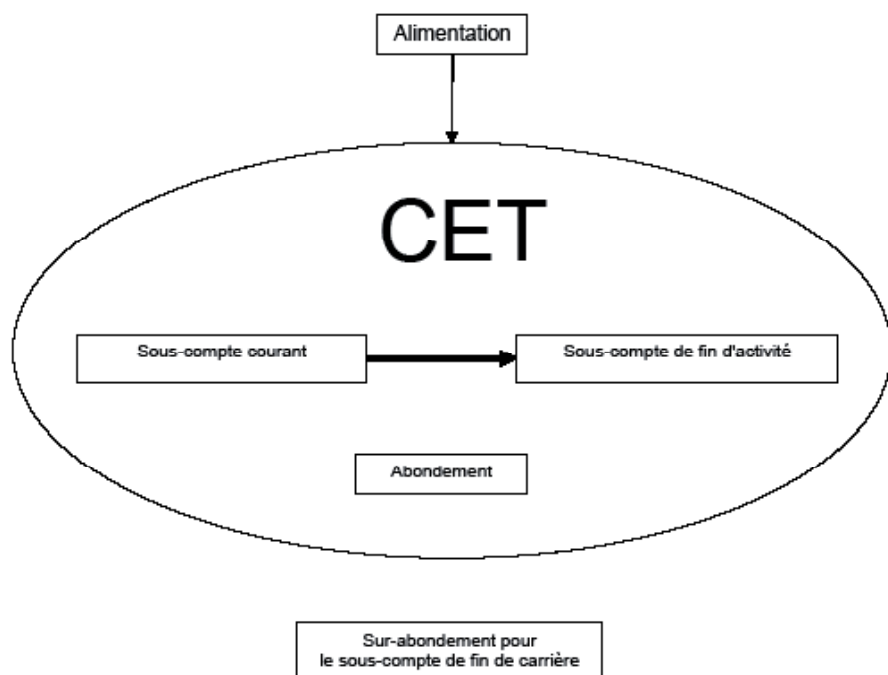 Alimentation
CET
Sous-compte courant
Sous-compte de fin d'activité
Abondement
Sur-abondement pour
le sous-compte de fin de carrière